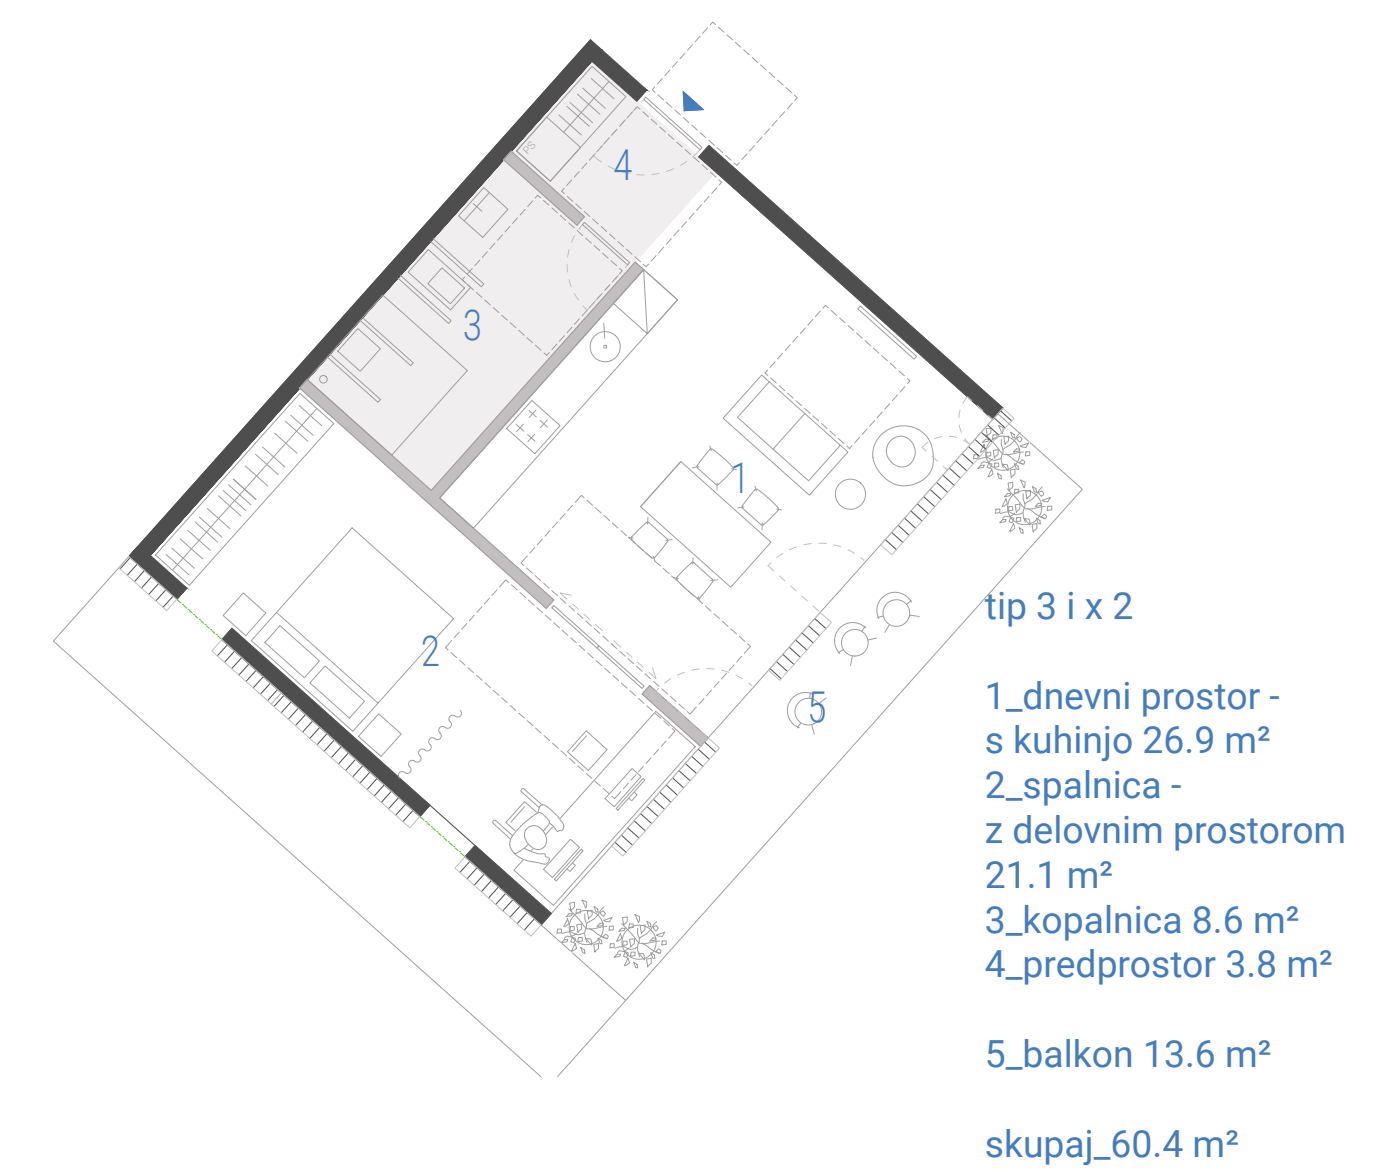 PS
4
3
1
2
5
tip 3 i x 2
1_dnevni prostor -
s kuhinjo 26.9 m²
2_spalnica -
z delovnim prostorom
21.1 m²
3_kopalnica 8.6 m²
4_predprostor 3.8 m²
5_balkon 13.6 m²
skupaj_60.4 m²